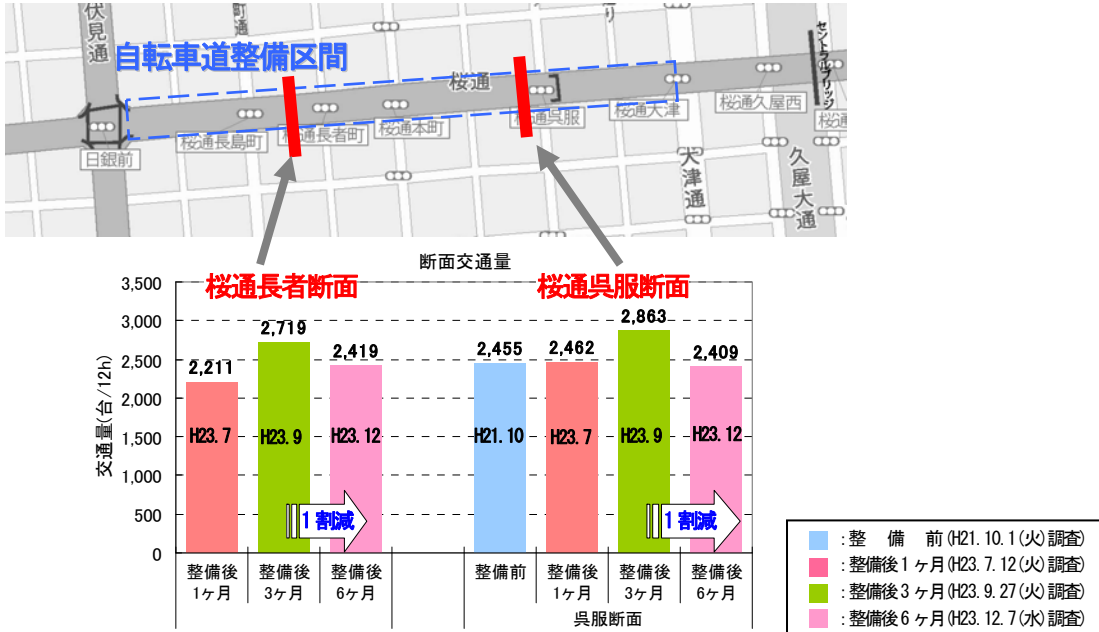 伏見通
町通
自転車道整備区間
桜通
セントラルブリッジ
日銀前
桜通長島町
桜通長者町
桜通本町
桜通呉服
桜通大津
桜通久屋西
大津通
久屋大通
断面交通量
桜通長者断面
桜通呉服断面
交通量(台/12h)
3,500
3,000
2,500
2,000
1,500
1,000
500
0
2,211
2,719
2,419
2,455
2,462
2,863
2,409
H23.7
H23.9
H23.12
H21.10
H23.7
H23.9
H23.12
1割減
1割減
整備後
1ヶ月
整備後
3ヶ月
整備後
6ヶ月
整備前
整備後
1ヶ月
整備後
3ヶ月
整備後
6ヶ月
呉服断面
:整 備 前(H21.10.1(火)調査)
:整備後1ヶ月(H23.7.12(火)調査)
:整備後3ヶ月(H23.9.27(火)調査)
:整備後6ヶ月(H23.12.7(水)調査)